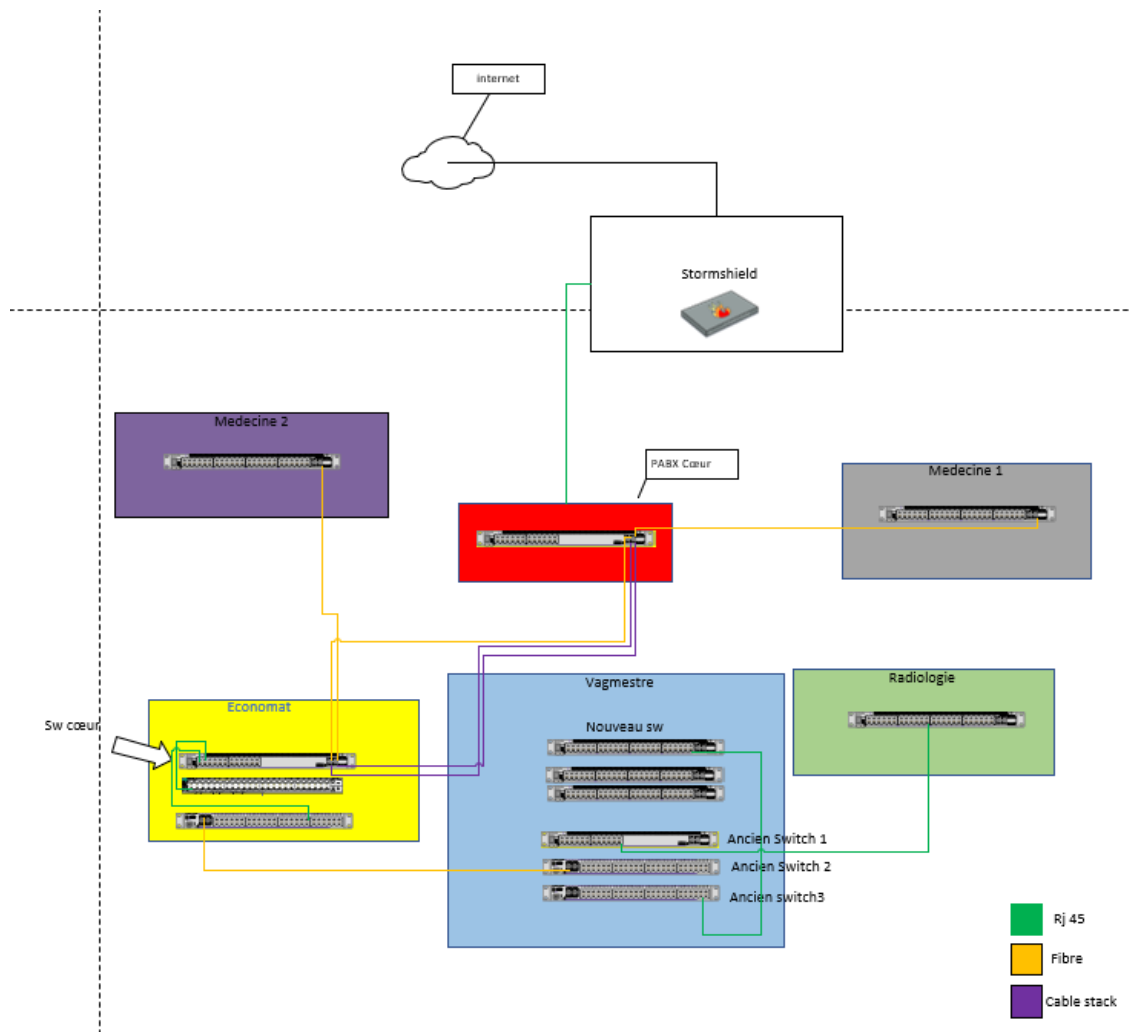 internet
Stormshield
Medecine 2
PABX Cœur
Medecine 1
Vagmestre
Radiologie
Economat
Sw cœur
Nouveau sw
Ancien Switch 1
Ancien Switch 2
Ancien switch3
Rj 45
Fibre
Cable stack